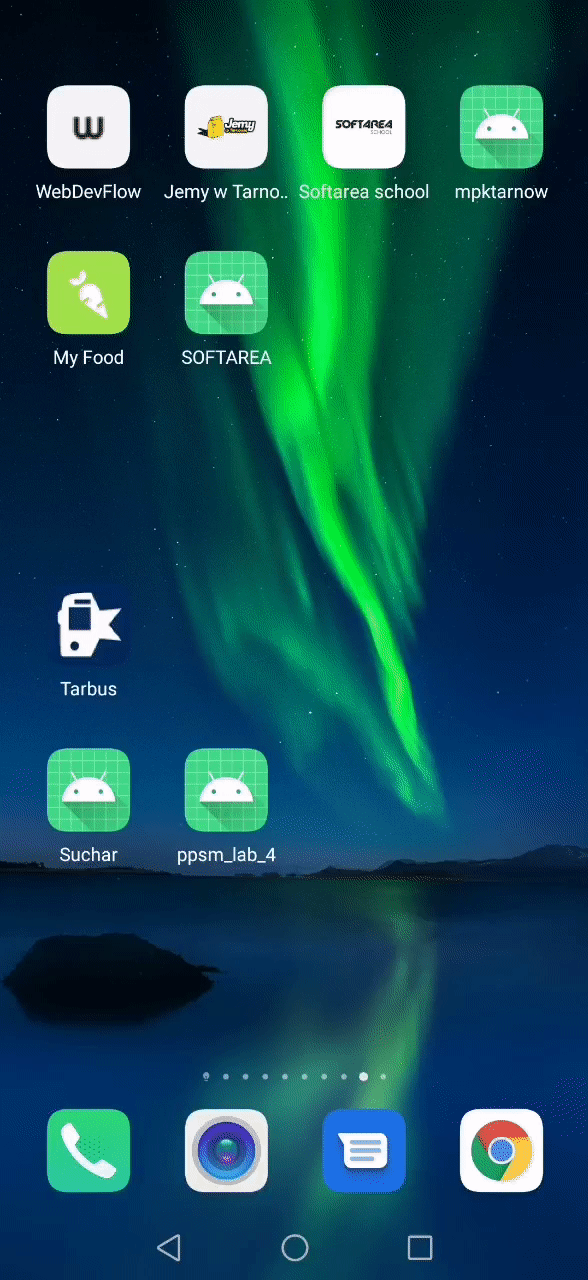 W
Jemy
SOFTAREA
SCHOOL
WebDevFlow
Jemy w Tarno..
Softarea school
mpktarnow
My Food
SOFTAREA
Tarbus
Suchar
ppsm_lab_4